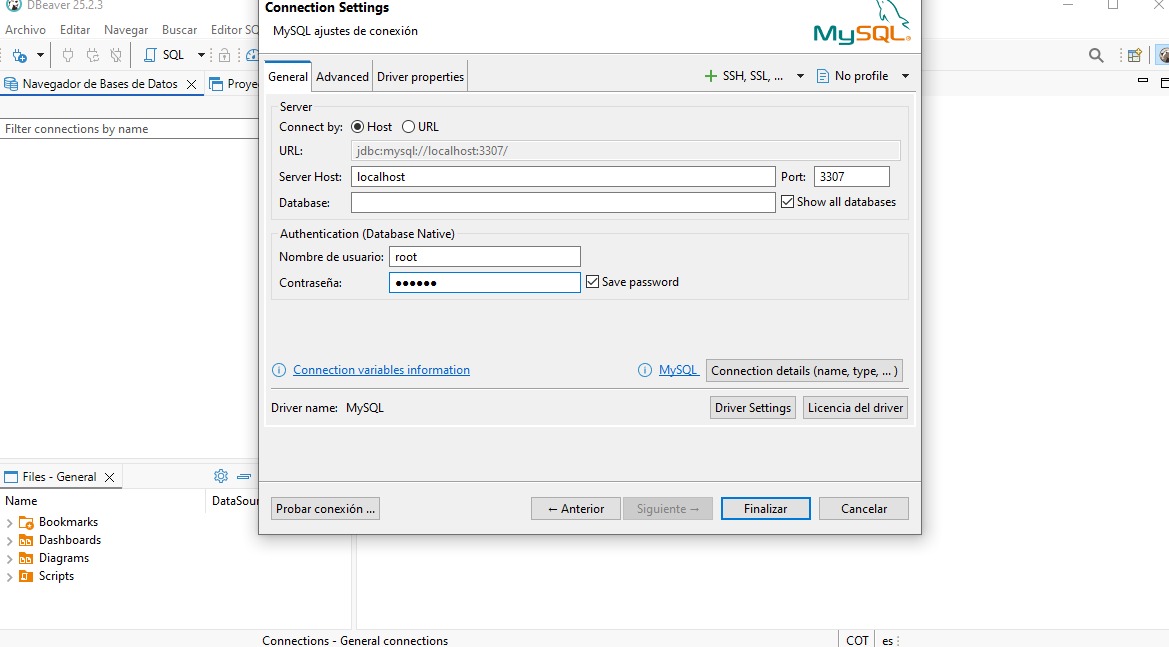 DBeaver 25.2.3
Archivo Editar Navegar Buscar Editor SQ
SQL
Navegador de Bases de Datos
Proye
Filter connections by name
Connection Settings
MySQL ajustes de conexión
MySQL
General Advanced Driver properties
SSH, SSL, ... No profile
Server
Connect by: Host URL
URL: jdbc:mysql://localhost:3307/
Server Host: localhost Port: 3307
Database: Show all databases
Authentication (Database Native)
Nombre de usuario: root
Contraseña: •••••• Save password
Connection variables information
MySQL Connection details (name, type, ... )
Driver name: MySQL Driver Settings Licencia del driver
Probar conexión ... ← Anterior Siguiente → Finalizar Cancelar
Files - General
Name DataSour
Bookmarks
Dashboards
Diagrams
Scripts
Connections - General connections
COT es